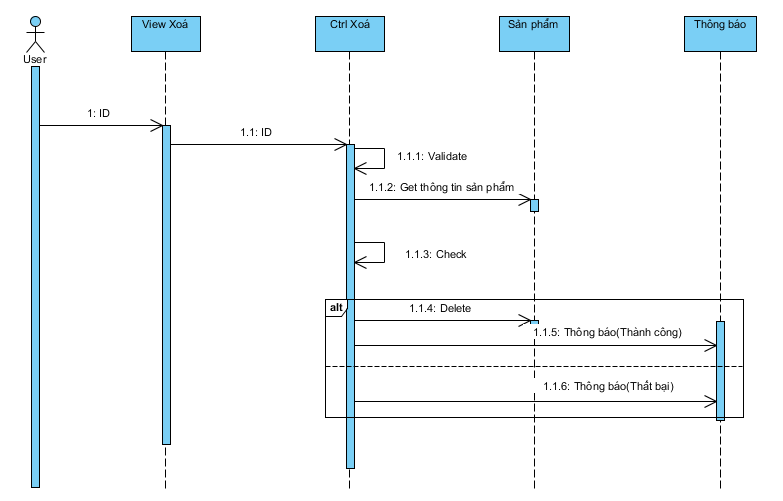 View Xoá
Ctrl Xoá
Sản phẩm
Thông báo
User
1: ID
1.1: ID
1.1.1: Validate
1.1.2: Get thông tin sản phẩm
1.1.3: Check
alt
1.1.4: Delete
1.1.5: Thông báo(Thành công)
1.1.6: Thông báo(Thất bại)